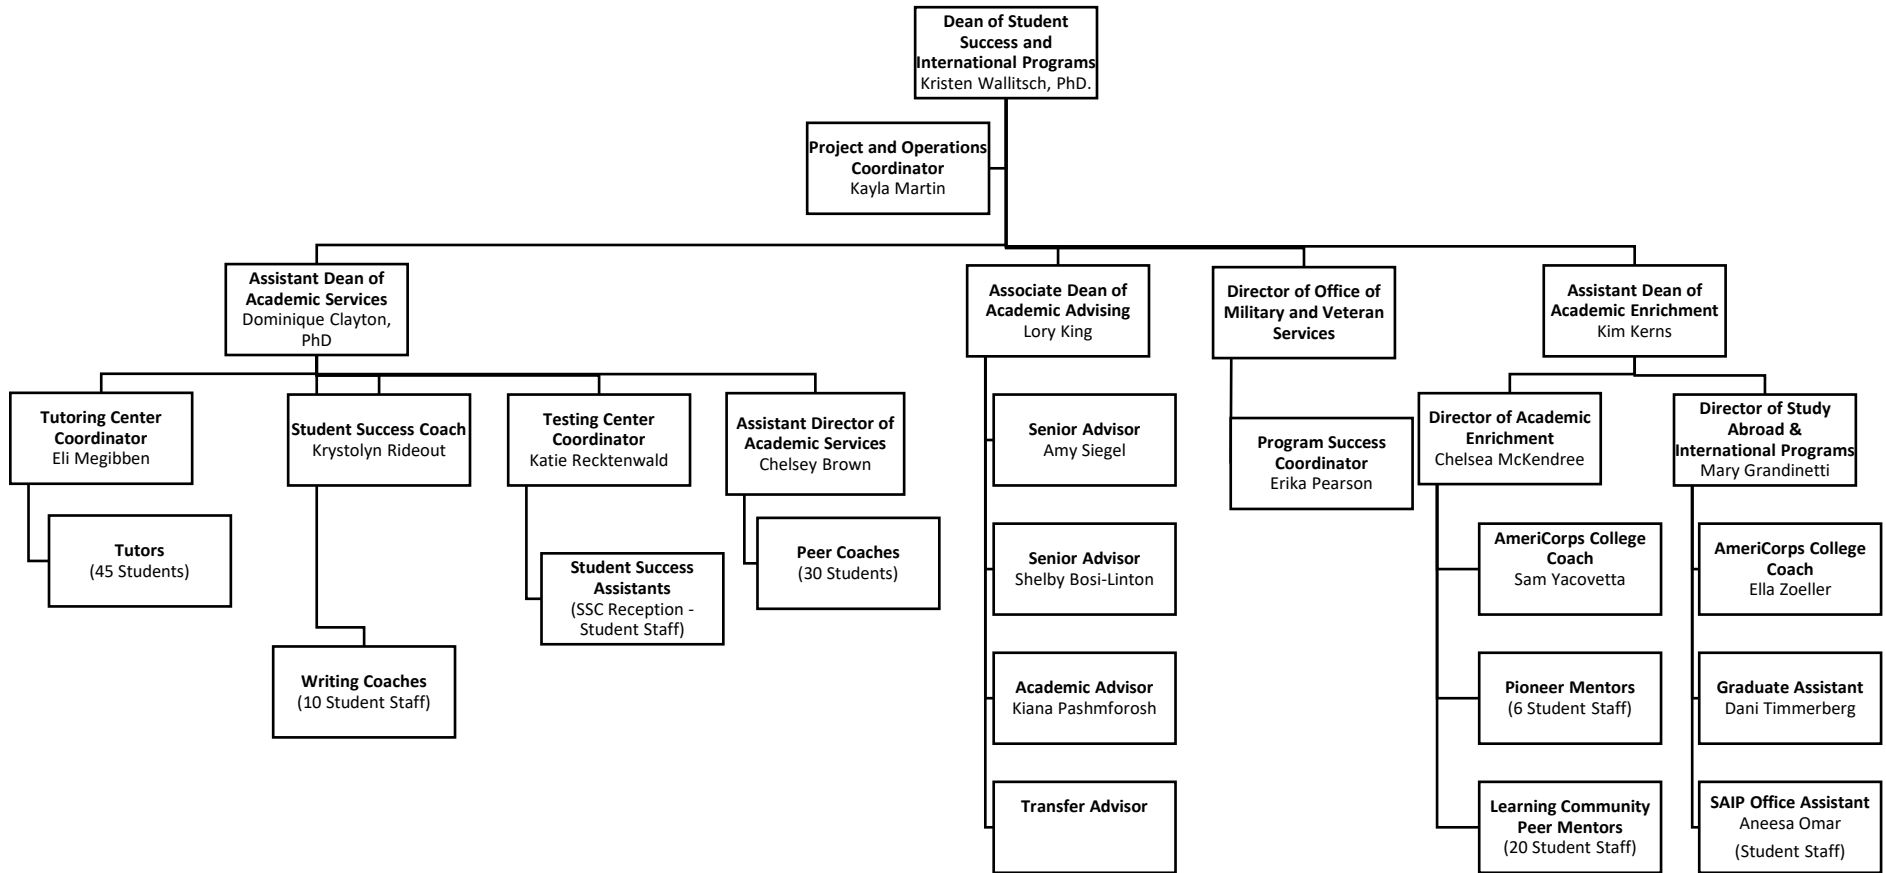 Dean of Student
Success and
International Programs
Kristen Wallitsch, PhD.
Project and Operations
Coordinator
Kayla Martin
Assistant Dean of
Academic Services
Dominique Clayton,
PhD
Associate Dean of
Academic Advising
Lory King
Director of Office of
Military and Veteran
Services
Assistant Dean of
Academic Enrichment
Kim Kerns
Tutoring Center
Coordinator
Eli Megibben
Student Success Coach
Krystolyn Rideout
Testing Center
Coordinator
Katie Recktenwald
Assistant Director of
Academic Services
Chelsey Brown
Senior Advisor
Amy Siegel
Program Success
Coordinator
Erika Pearson
Director of Academic
Enrichment
Chelsea McKendree
Director of Study
Abroad &
International Programs
Mary Grandinetti
Tutors
(45 Students)
Student Success
Assistants
(SSC Reception -
Student Staff)
Peer Coaches
(30 Students)
Senior Advisor
Shelby Bosi-Linton
AmeriCorps College
Coach
Sam Yacovetta
AmeriCorps College
Coach
Ella Zoeller
Writing Coaches
(10 Student Staff)
Academic Advisor
Kiana Pashmforosh
Pioneer Mentors
(6 Student Staff)
Graduate Assistant
Dani Timmerberg
Transfer Advisor
Learning Community
Peer Mentors
(20 Student Staff)
SAIP Office Assistant
Aneesa Omar
(Student Staff)